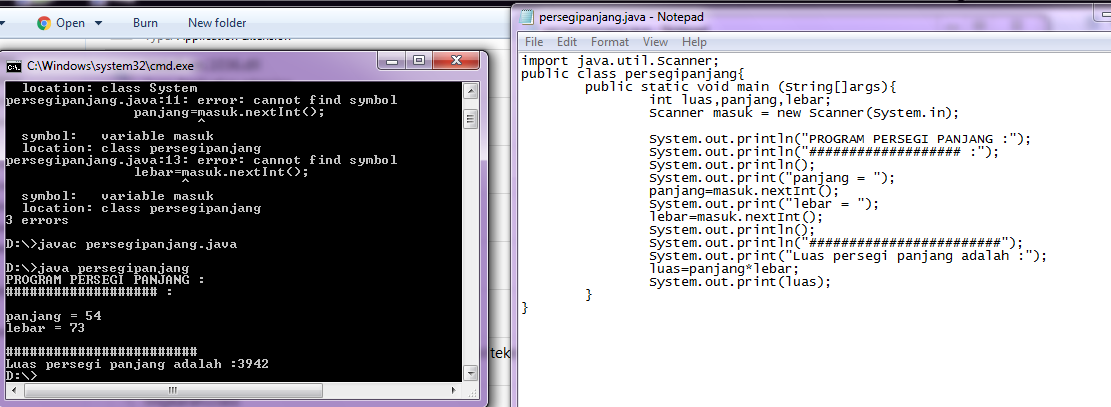 Open Burn New folder
Type: Application extension
C:\Windows\system32\cmd.exe
  location: class System
persegipanjang.java:11: error: cannot find symbol
                panjang=masuk.nextInt();
                        ^
  symbol:   variable masuk
  location: class persegipanjang
persegipanjang.java:13: error: cannot find symbol
                lebar=masuk.nextInt();
                      ^
  symbol:   variable masuk
  location: class persegipanjang
3 errors
D:\>javac persegipanjang.java
D:\>java persegipanjang
PROGRAM PERSEGI PANJANG :
################### :
panjang = 54
lebar = 73
########################
Luas persegi panjang adalah :3942
D:\>
tek
persegipanjang.java - Notepad
File Edit Format View Help
import java.util.Scanner;
public class persegipanjang{
        public static void main (String[]args){
                int luas,panjang,lebar;
                Scanner masuk = new Scanner(System.in);
                System.out.println("PROGRAM PERSEGI PANJANG :");
                System.out.println("################### :");
                System.out.println();
                System.out.print("panjang = ");
                panjang=masuk.nextInt();
                System.out.print("lebar = ");
                lebar=masuk.nextInt();
                System.out.println();
                System.out.println("########################");
                System.out.print("Luas persegi panjang adalah :");
                luas=panjang*lebar;
                System.out.print(luas);
        }
}